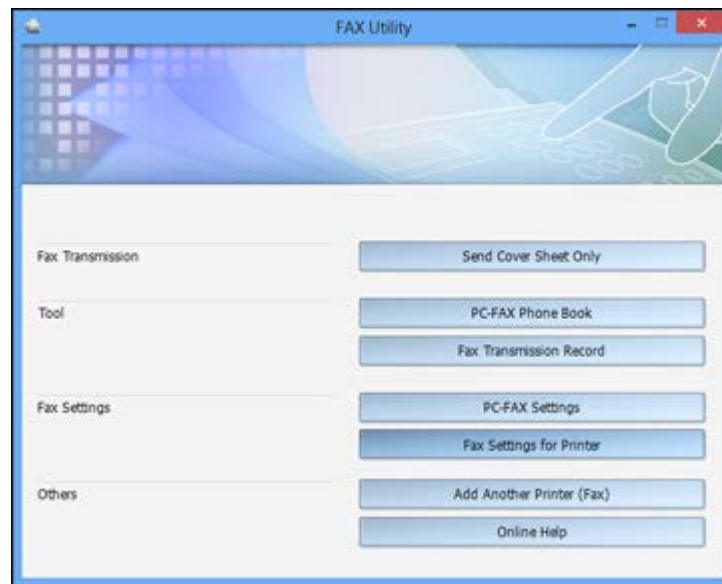 FAX Utility
Fax Transmission
Send Cover Sheet Only
Tool
PC-FAX Phone Book
Fax Transmission Record
Fax Settings
PC-FAX Settings
Fax Settings for Printer
Others
Add Another Printer (Fax)
Online Help